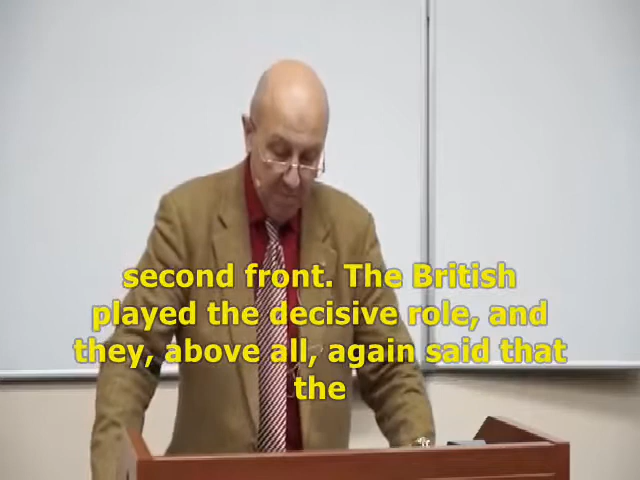 second front. The British
played the decisive role, and
they, above all, again said that
the